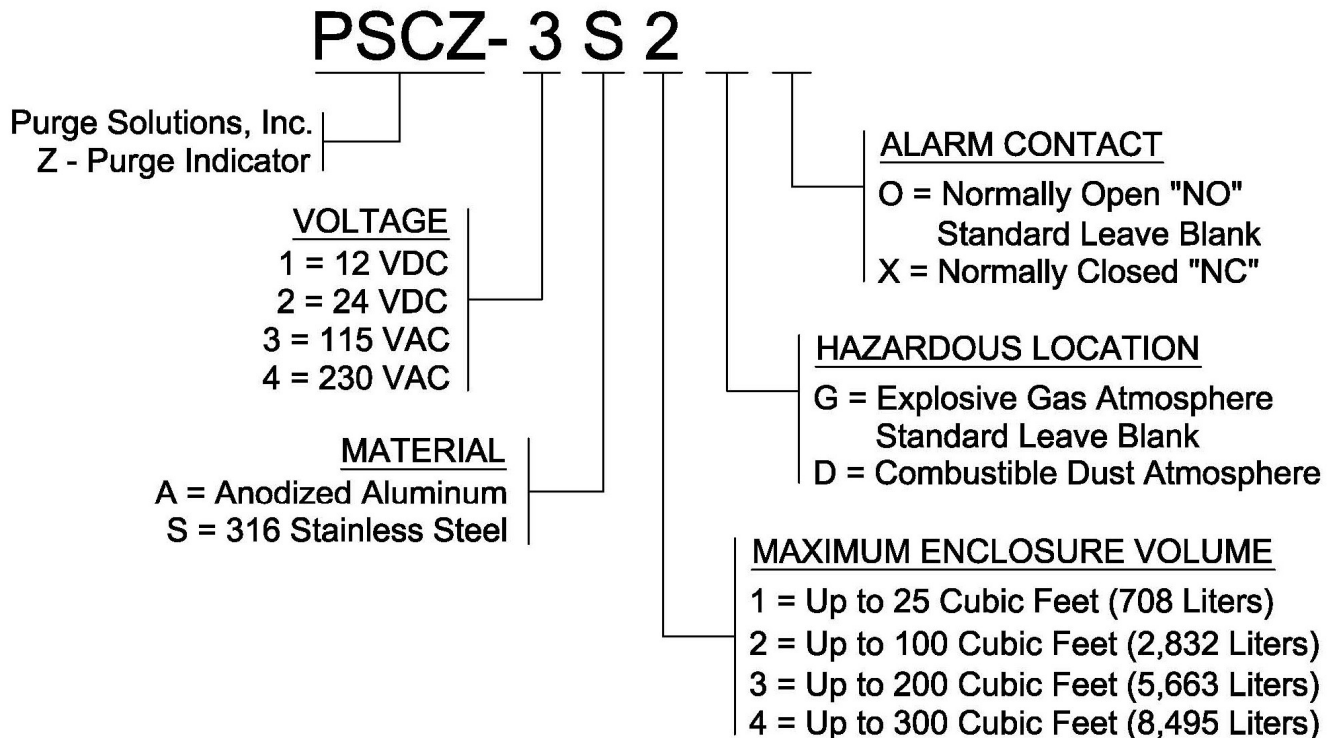 PSCZ- 3 S 2
Purge Solutions, Inc.
Z - Purge Indicator
VOLTAGE
1 = 12 VDC
2 = 24 VDC
3 = 115 VAC
4 = 230 VAC
MATERIAL
A = Anodized Aluminum
S = 316 Stainless Steel
ALARM CONTACT
O = Normally Open "NO"
Standard Leave Blank
X = Normally Closed "NC"
HAZARDOUS LOCATION
G = Explosive Gas Atmosphere
Standard Leave Blank
D = Combustible Dust Atmosphere
MAXIMUM ENCLOSURE VOLUME
1 = Up to 25 Cubic Feet (708 Liters)
2 = Up to 100 Cubic Feet (2,832 Liters)
3 = Up to 200 Cubic Feet (5,663 Liters)
4 = Up to 300 Cubic Feet (8,495 Liters)